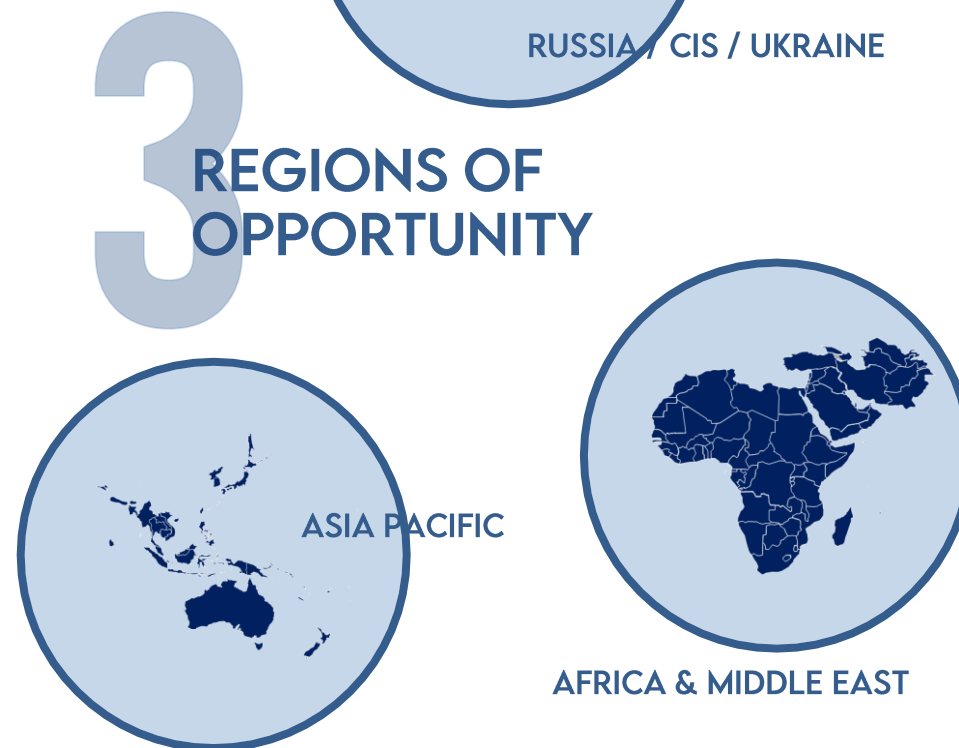 RUSSIA / CIS / UKRAINE
3
REGIONS OF
OPPORTUNITY
ASIA PACIFIC
AFRICA & MIDDLE EAST